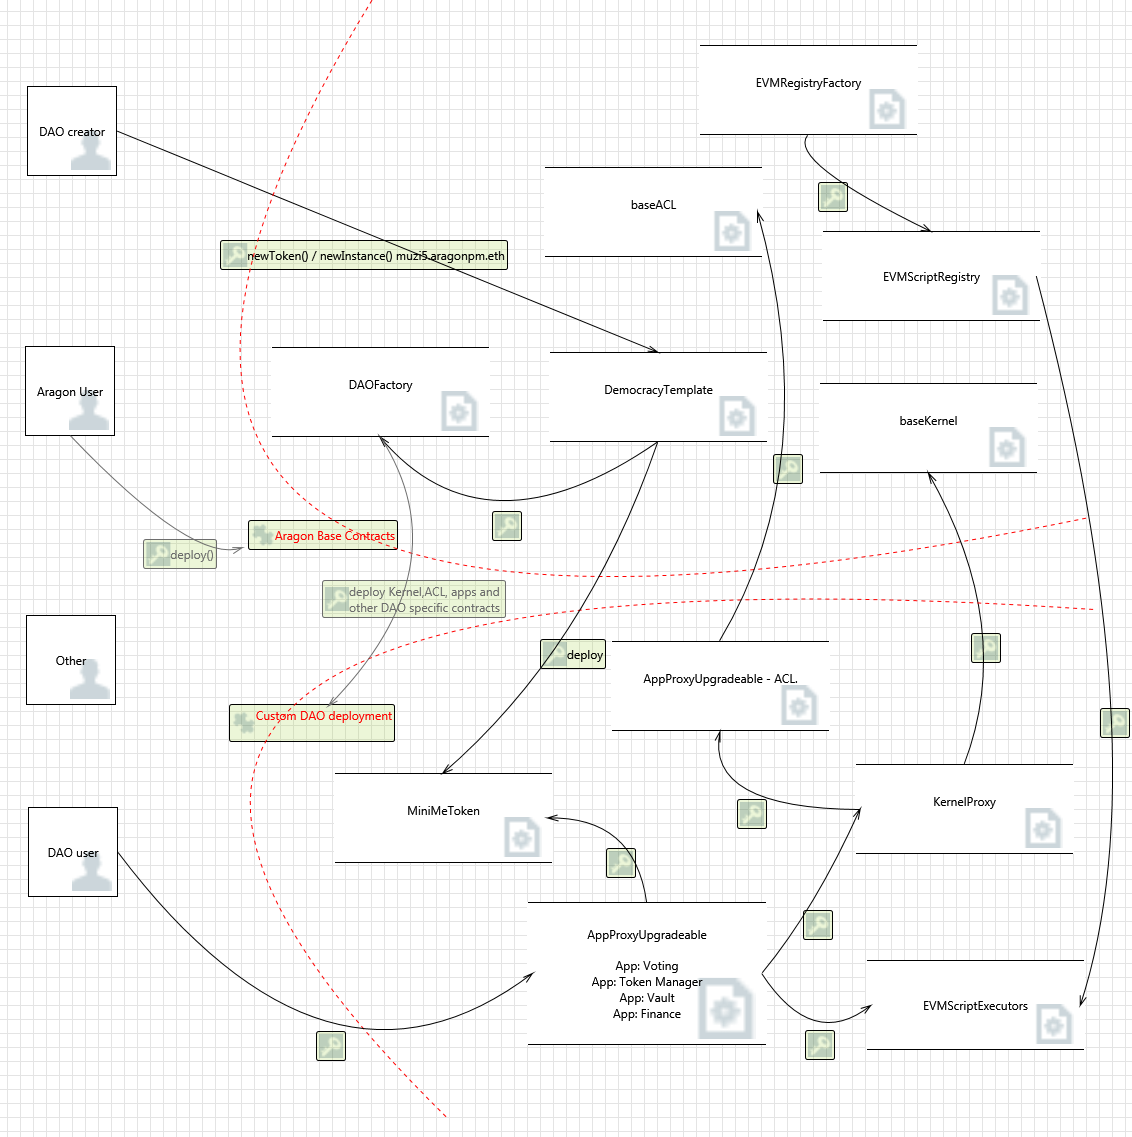 EVMRegistryFactory
DAO creator
baseACL
newToken() / newInstance() muzi5.aragonpm.eth
EVMScriptRegistry
Aragon User
DAOFactory
DemocracyTemplate
baseKernel
Aragon Base Contracts
deploy()
deploy Kernel,ACL, apps and
other DAO specific contracts
Other
deploy
AppProxyUpgradeable - ACL.
Custom DAO deployment
MiniMeToken
KernelProxy
DAO user
AppProxyUpgradeable
App: Voting
App: Token Manager
App: Vault
App: Finance
EVMScriptExecutors